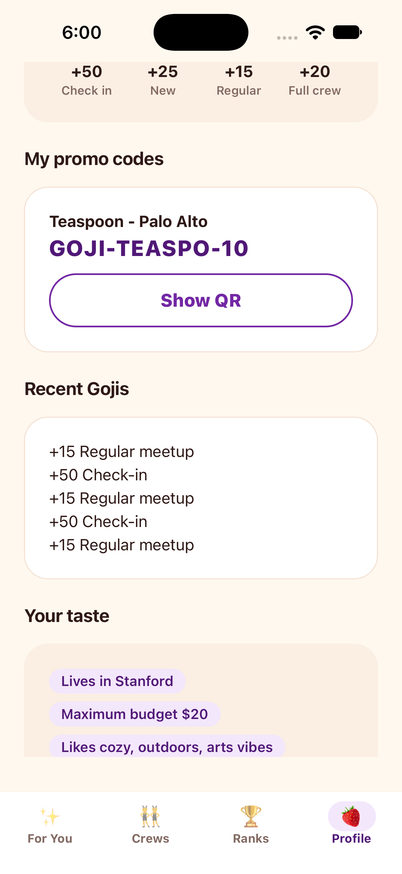 6:00
+50 +25 +15 +20
Check in New Regular Full crew
My promo codes
Teaspoon - Palo Alto
GOJI-TEASPO-10
Show QR
Recent Gojis
+15 Regular meetup
+50 Check-in
+15 Regular meetup
+50 Check-in
+15 Regular meetup
Your taste
Lives in Stanford
Maximum budget $20
Likes cozy, outdoors, arts vibes
For You Crews Ranks Profile